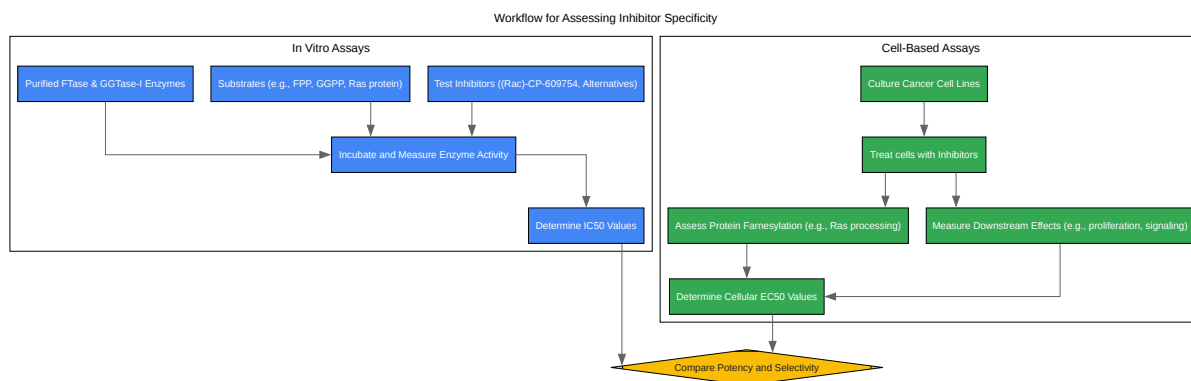 Workflow for Assessing Inhibitor Specificity
In Vitro Assays
Purified FTase & GGTase-I Enzymes
Substrates (e.g., FPP, GGPP, Ras protein)
Test Inhibitors ((Rac)-CP-609754, Alternatives)
Incubate and Measure Enzyme Activity
Determine IC50 Values
Cell-Based Assays
Culture Cancer Cell Lines
Treat cells with Inhibitors
Assess Protein Farnesylation (e.g., Ras processing)
Measure Downstream Effects (e.g., proliferation, signaling)
Determine Cellular EC50 Values
Compare Potency and Selectivity